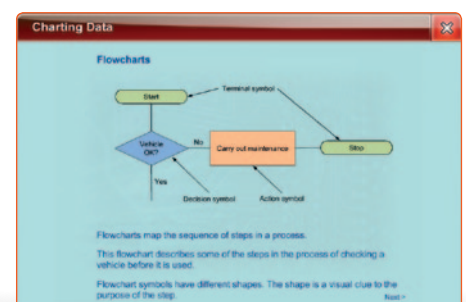 Charting Data
Flowcharts
Start
Terminal symbol
Vehicle
OK?
No
Carry out maintenance
Stop
Yes
Decision symbol
Action symbol
Flowcharts map the sequence of steps in a process.
This flowchart describes some of the steps in the process of checking a
vehicle before it is used.
Flowchart symbols have different shapes. The shape is a visual clue to the
purpose of the step.
Next >